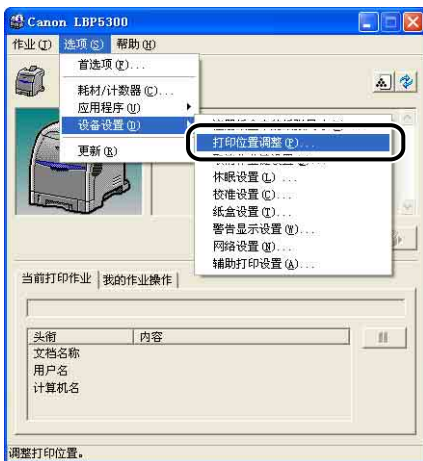 Canon LBP5300
作业(J) 选项(S) 帮助(H)
首选项(P)...
耗材/计数器(C)...
应用程序(U)
设备设置(D)
更新(R)
打印位置调整(P)...
休眠设置(L)...
校准设置(C)...
纸盒设置(T)...
警告显示设置(W)...
网络设置(N)...
辅助打印设置(A)...
当前打印作业 我的作业操作
头衔 内容
文档名称
用户名
计算机名
调整打印位置。